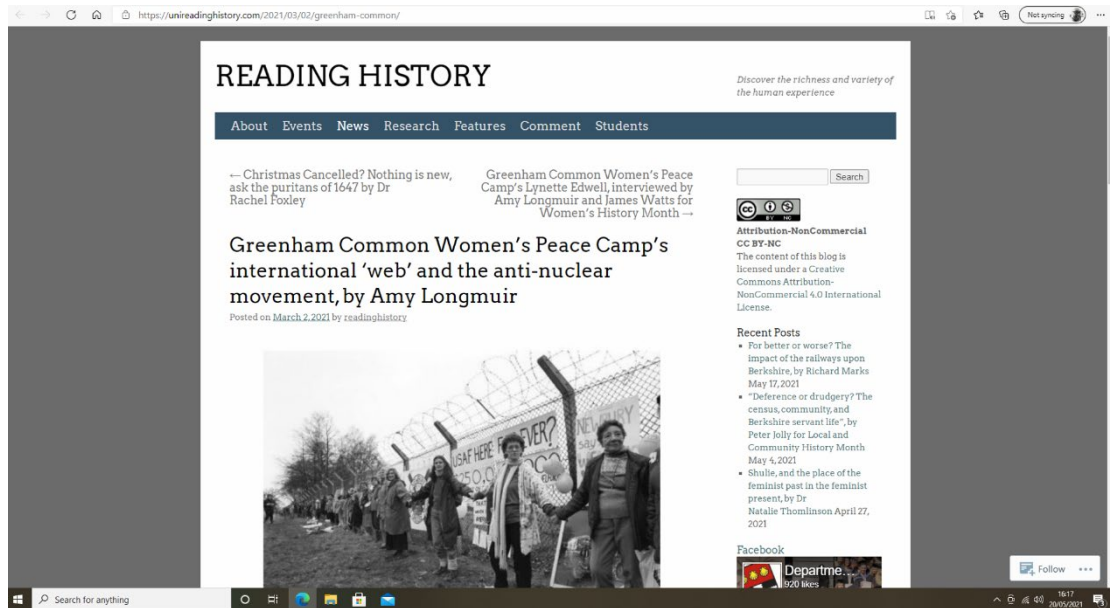 https://unireadinghistory.com/2021/03/02/greenham-common/
Not syncing
READING HISTORY
Discover the richness and variety of
the human experience
About Events News Research Features Comment Students
← Christmas Cancelled? Nothing is new,
ask the puritans of 1647 by Dr
Rachel Foxley
Greenham Common Women's Peace
Camp's Lynette Edwell, interviewed by
Amy Longmuir and James Watts for
Women's History Month →
Greenham Common Women's Peace Camp's
international 'web' and the anti-nuclear
movement, by Amy Longmuir
Posted on March 2, 2021 by readinghistory
USAF HERE FOREVER?
NEWBURY
say
Search
cc
BY NC
Attribution-NonCommercial
CC BY-NC
The content of this blog is
licensed under a Creative
Commons Attribution-
NonCommercial 4.0 International
License.
Recent Posts
For better or worse? The
impact of the railways upon
Berkshire, by Richard Marks
May 17, 2021
"Deference or drudgery? The
census, community, and
Berkshire servant life", by
Peter Jolly for Local and
Community History Month
May 4, 2021
Shulie, and the place of the
feminist past in the feminist
present, by Dr
Natalie Thomlinson April 27,
2021
Facebook
Departme...
920 likes
Follow
Search for anything
16:17
20/05/2021